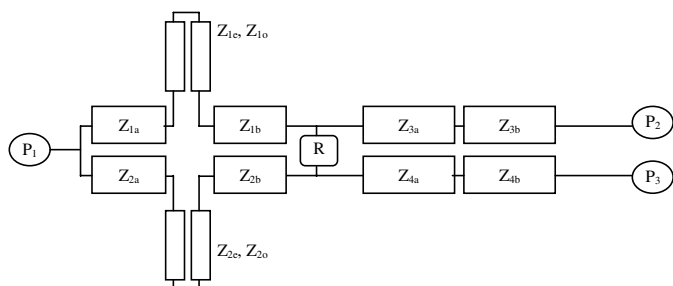 Z1e, Z1o
Z1a
Z1b
Z3a
Z3b
P2
P1
R
Z2a
Z2b
Z4a
Z4b
P3
Z2e, Z2o